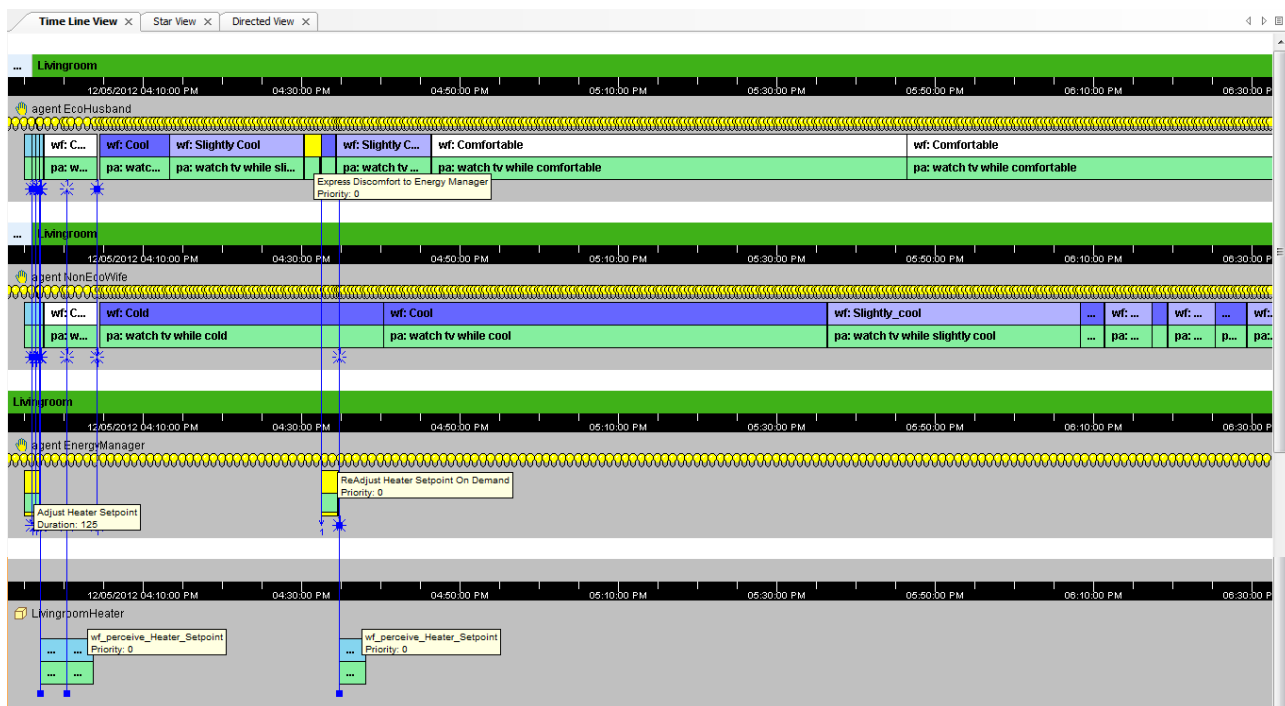 Time Line View × Star View × Directed View ×
... Livingroom
12/05/2012 04:10:00 PM 04:30:00 PM 04:50:00 PM 05:10:00 PM 05:30:00 PM 05:50:00 PM 06:10:00 PM 06:30:00 P
agent EcoHusband
wf: C... wf: Cool wf: Slightly Cool wf: Slightly C... wf: Comfortable wf: Comfortable
pa: w... pa: watc... pa: watch tv while sli... pa: watch tv ... pa: watch tv while comfortable pa: watch tv while comfortable
Express Discomfort to Energy Manager
Priority: 0
... Livingroom
12/05/2012 04:10:00 PM 04:30:00 PM 04:50:00 PM 05:10:00 PM 05:30:00 PM 05:50:00 PM 06:10:00 PM 06:30:00 P
agent NonEcoWife
wf: C... wf: Cold wf: Cool wf: Slightly_cool ... wf: ... wf: ... ... wf:.
pa: w... pa: watch tv while cold pa: watch tv while cool pa: watch tv while slightly cool ... pa: ... pa: ... p... pa:.
Livingroom
12/05/2012 04:10:00 PM 04:30:00 PM 04:50:00 PM 05:10:00 PM 05:30:00 PM 05:50:00 PM 06:10:00 PM 06:30:00 P
agent EnergyManager
ReAdjust Heater Setpoint On Demand
Priority: 0
Adjust Heater Setpoint
Duration: 125
12/05/2012 04:10:00 PM 04:30:00 PM 04:50:00 PM 05:10:00 PM 05:30:00 PM 05:50:00 PM 06:10:00 PM 06:30:00 P
LivingroomHeater
wf_perceive_Heater_Setpoint wf_perceive_Heater_Setpoint
... ... Priority: 0 ... Priority: 0
... ... ...